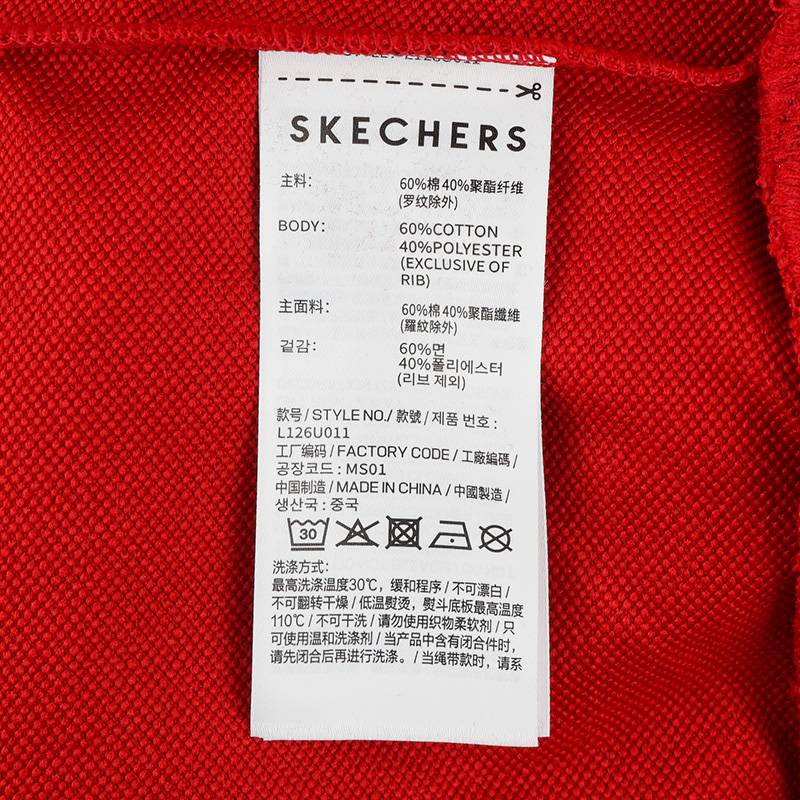 SKECHERS
主料: 60%棉 40%聚酯纤维
(罗纹除外)
BODY: 60%COTTON
40%POLYESTER
(EXCLUSIVE OF
RIB)
主面料: 60%棉 40%聚酯纖維
(羅紋除外)
겉감: 60%면
40%폴리에스터
(리브 제외)
款号 / STYLE NO./ 款號 / 제품 번호 :
L126U011
工厂编码 / FACTORY CODE / 工廠編碼 /
공장코드 : MS01
中国制造 / MADE IN CHINA / 中國製造 /
생산국 : 중국
30
洗涤方式:
最高洗涤温度30℃，缓和程序 / 不可漂白 /
不可翻转干燥 / 低温熨烫，熨斗底板最高温度
110℃ / 不可干洗 / 请勿使用织物柔软剂 / 只
可使用温和洗涤剂 / 当产品中含有闭合件时，
请先闭合后再进行洗涤。 / 当绳带款时，请系